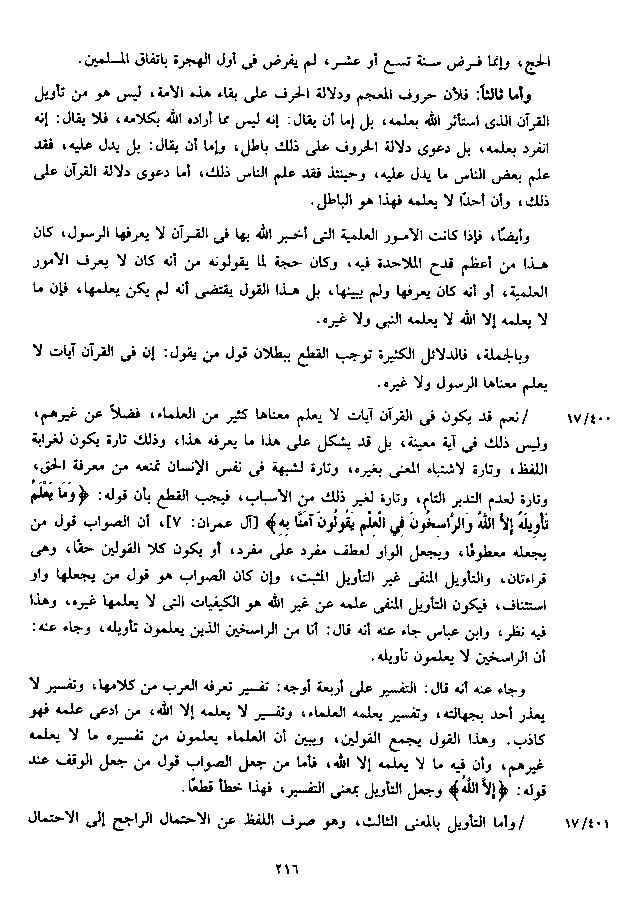 الحج، وإنما فرض سنة تسع أو عشر، لم يفرض فى أول الهجرة باتفاق المسلمين.
وأما ثالثاً: فلأن حروف المعجم ودلالة الحرف على بقاء هذه الأمة، ليس هو من تأويل
القرآن الذى استأثر الله بعلمه، بل إما أن يقال: إنه ليس مما أراده الله بكلامه، فلا يقال: إنه
انفرد بعلمه، بل دعوى دلالة الحروف على ذلك باطل، وإما أن يقال: بل يدل عليه، فقد
علم بعض الناس ما يدل عليه، وحينئذ فقد علم الناس ذلك، أما دعوى دلالة القرآن على
ذلك، وأن أحدًا لا يعلمه فهذا هو الباطل.
وأيضًا، فإذا كانت الأمور العلمية التى أخبر الله بها فى القرآن لا يعرفها الرسول، كان
هذا من أعظم قدح الملاحدة فيه، وكان حجة لما يقولونه من أنه كان لا يعرف الأمور
العلمية، أو أنه كان يعرفها ولم يبينها، بل هذا القول يقتضى أنه لم يكن يعلمها، فإن ما
لا يعلمه إلا الله لا يعلمه النبى ولا غيره.
وبالجملة، فالدلائل الكثيرة توجب القطع ببطلان قول من يقول: إن فى القرآن آيات لا
يعلم معناها الرسول ولا غيره.
١٧/٤٠٠ / نعم قد يكون فى القرآن آيات لا يعلم معناها كثير من العلماء، فضلاً عن غيرهم،
وليس ذلك فى آية معينة، بل قد يشكل على هذا ما يعرفه هذا، وذلك تارة يكون لغرابة
اللفظ، وتارة لاشتباه المعنى بغيره، وتارة لشبهة فى نفس الإنسان تمنعه من معرفة الحق،
وتارة لعدم التدبر التام، وتارة لغير ذلك من الأسباب، فيجب القطع بأن قوله: ﴿وَمَا يَعْلَمُ
تَأْوِيلَهُ إِلاَّ اللَّهُ وَالرَّاسِخُونَ فِي الْعِلْمِ يَقُولُونَ آمَنَّا بِهِ﴾ [آل عمران: ٧]، أن الصواب قول من
يجعله معطوفًا، ويجعل الواو لعطف مفرد على مفرد، أو يكون كلا القولين حقًا، وهى
قراءتان، والتأويل المنفى غير التأويل المثبت، وإن كان الصواب هو قول من يجعلها واو
استئناف، فيكون التأويل المنفى علمه عن غير الله هو الكيفيات التى لا يعلمها غيره، وهذا
فيه نظر، وابن عباس جاء عنه أنه قال: أنا من الراسخين الذين يعلمون تأويله، وجاء عنه:
أن الراسخين لا يعلمون تأويله.
وجاء عنه أنه قال: التفسير على أربعة أوجه: تفسير تعرفه العرب من كلامها، وتفسير لا
يعذر أحد بجهالته، وتفسير يعلمه العلماء، وتفسير لا يعلمه إلا الله، من ادعى علمه فهو
كاذب. وهذا القول يجمع القولين، ويبين أن العلماء يعلمون من تفسيره ما لا يعلمه
غيرهم، وأن فيه ما لا يعلمه إلا الله، فأما من جعل الصواب قول من جعل الوقف عند
قوله: ﴿إِلاَّ اللَّهُ﴾ وجعل التأويل بمعنى التفسير، فهذا خطأ قطعًا.
١٧/٤٠١ / وأما التأويل بالمعنى الثالث، وهو صرف اللفظ عن الاحتمال الراجح إلى الاحتمال
٢١٦